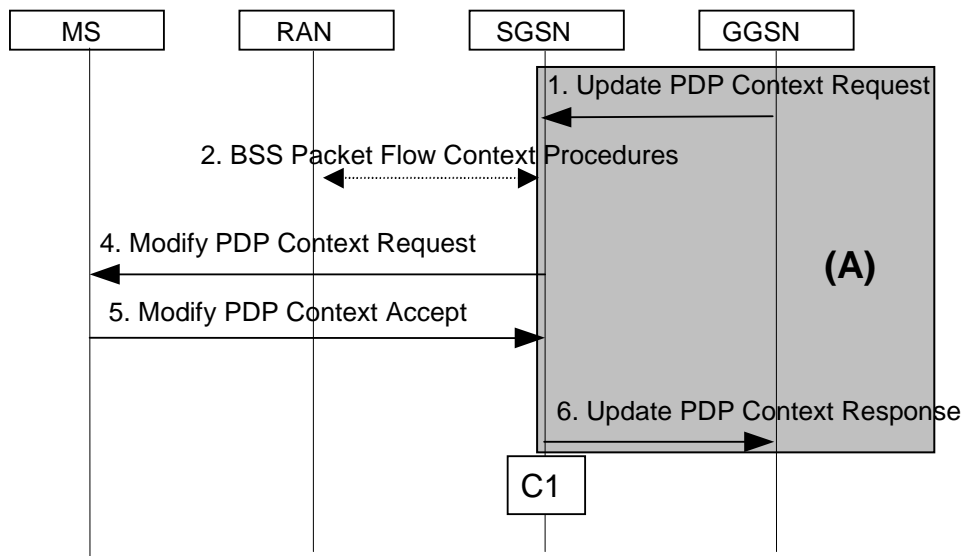 MS
RAN
SGSN
GGSN
1. Update PDP Context Request
2. BSS Packet Flow Context Procedures
4. Modify PDP Context Request
(A)
5. Modify PDP Context Accept
6. Update PDP Context Response
C1